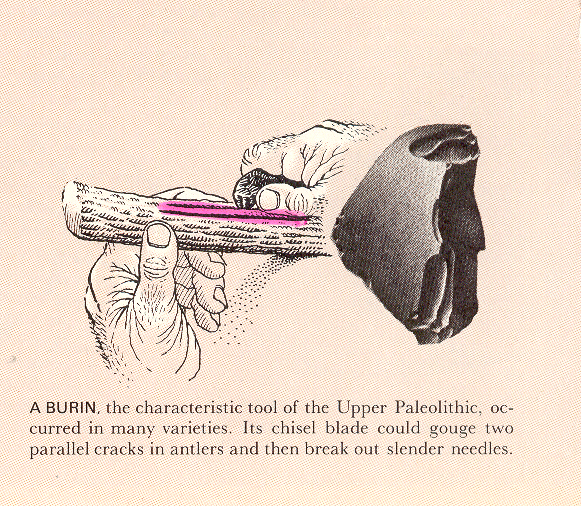 A BURIN, the characteristic tool of the Upper Paleolithic, oc-
curred in many varieties. Its chisel blade could gouge two
parallel cracks in antlers and then break out slender needles.